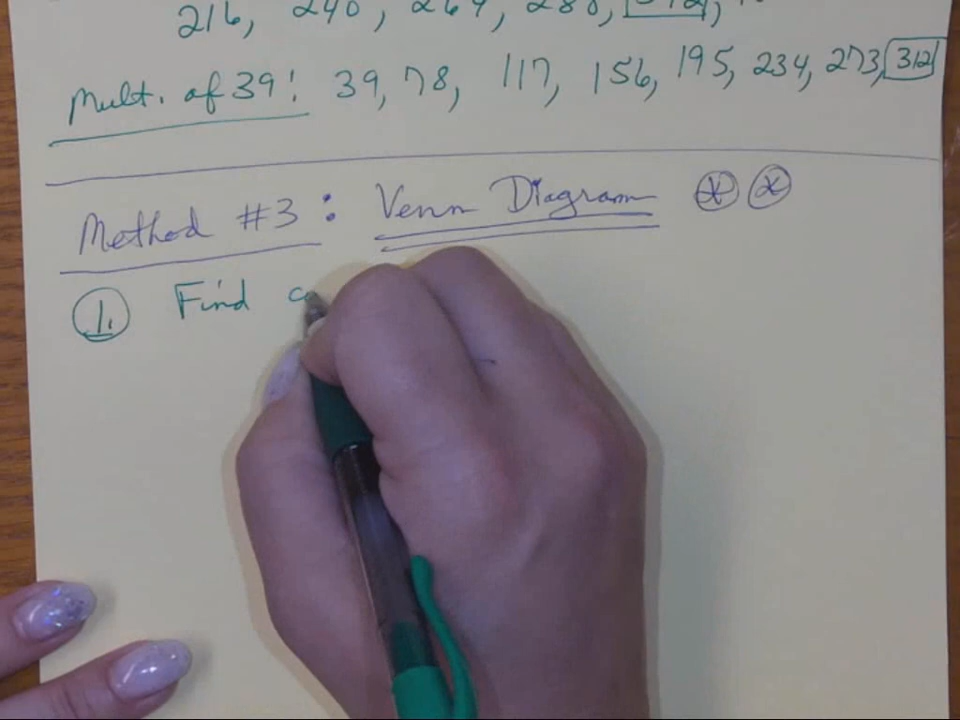 216, 240, 264, 288, 312,
Mult. of 39: 39, 78, 117, 156, 195, 234, 273, 312
Method #3: Venn Diagram
1. Find